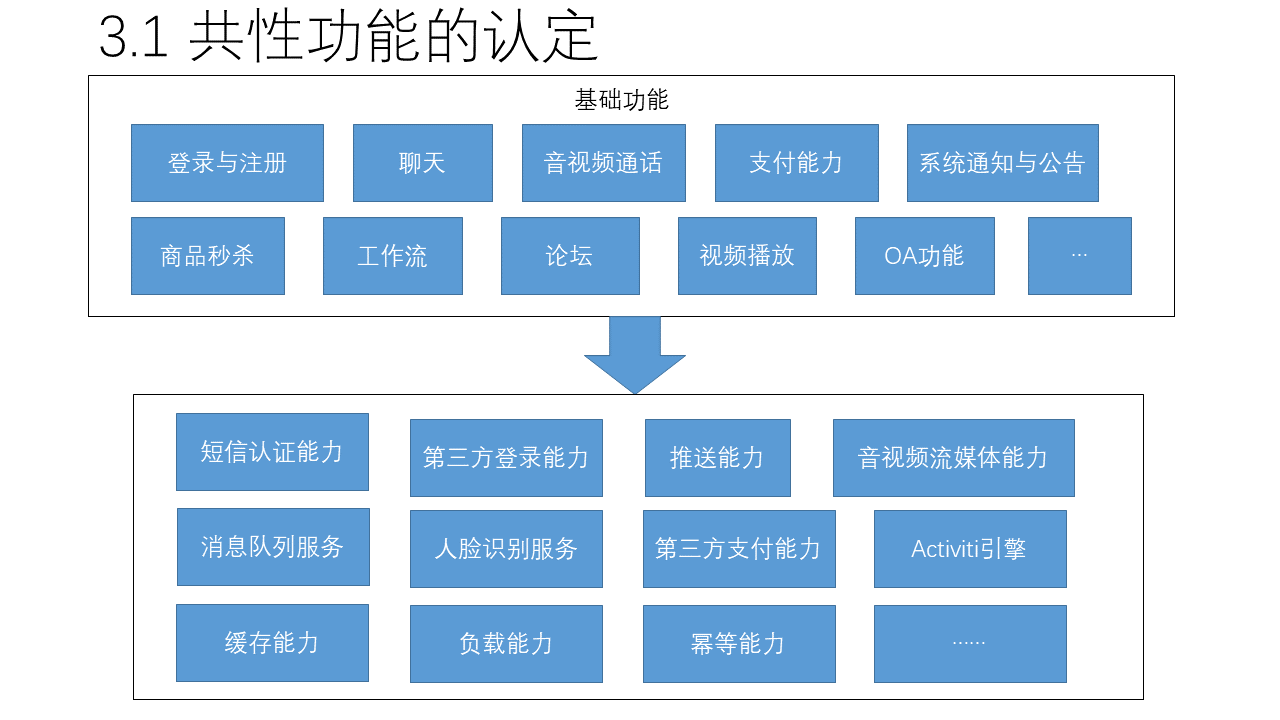 3.1 共性功能的认定
基础功能
登录与注册
聊天
音视频通话
支付能力
系统通知与公告
商品秒杀
工作流
论坛
视频播放
OA功能
…
短信认证能力
第三方登录能力
推送能力
音视频流媒体能力
消息队列服务
人脸识别服务
第三方支付能力
Activiti引擎
缓存能力
负载能力
幂等能力
……